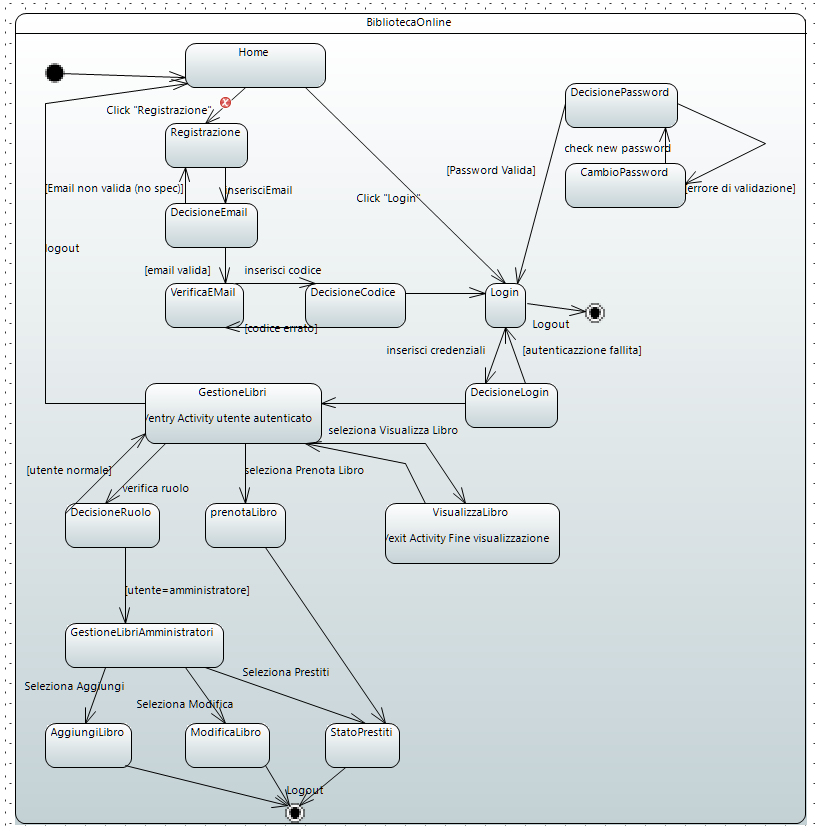 BibliotecaOnline
Home
DecisionePassword
Click "Registrazione"
Registrazione
check new password
[Password Valida]
CambioPassword
[Email non valida (no spec)]
inserisciEmail
errore di validazione]
Click "Login"
DecisioneEmail
logout
[email valida]
inserisci codice
VerificaEMail
DecisioneCodice
Login
[codice errato]
Logout
inserisci credenziali
[autenticazzione fallita]
GestioneLibri
DecisioneLogin
/entry Activity utente autenticato
seleziona Visualizza Libro
[utente normale]
seleziona Prenota Libro
verifica ruolo
DecisioneRuolo
prenotaLibro
VisualizzaLibro
/exit Activity Fine visualizzazione
[utente=amministratore]
GestioneLibriAmministratori
Seleziona Prestiti
Seleziona Aggiungi
Seleziona Modifica
AggiungiLibro
ModificaLibro
StatoPrestiti
Logout